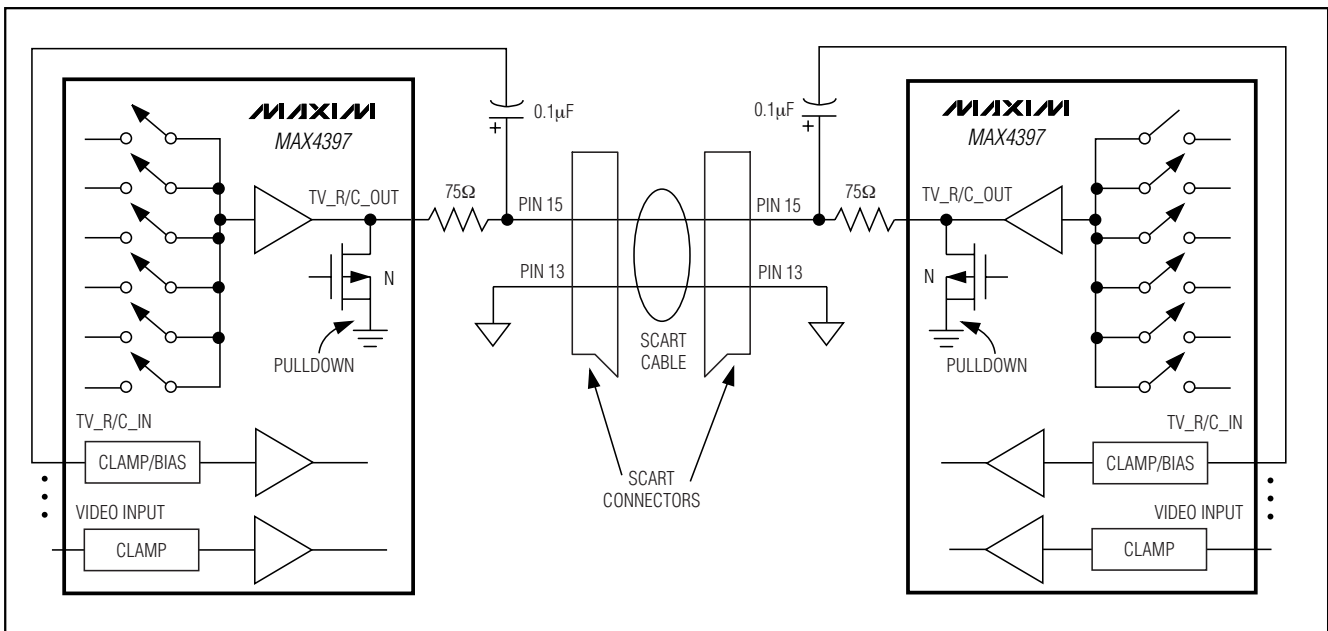 MAXIM
MAX4397
TV_R/C_OUT
N
PULLDOWN
TV_R/C_IN
CLAMP/BIAS
VIDEO INPUT
CLAMP
0.1µF
+
75Ω
PIN 15
PIN 13
SCART
CABLE
SCART
CONNECTORS
0.1µF
+
75Ω
PIN 15
PIN 13
MAXIM
MAX4397
TV_R/C_OUT
N
PULLDOWN
TV_R/C_IN
CLAMP/BIAS
VIDEO INPUT
CLAMP